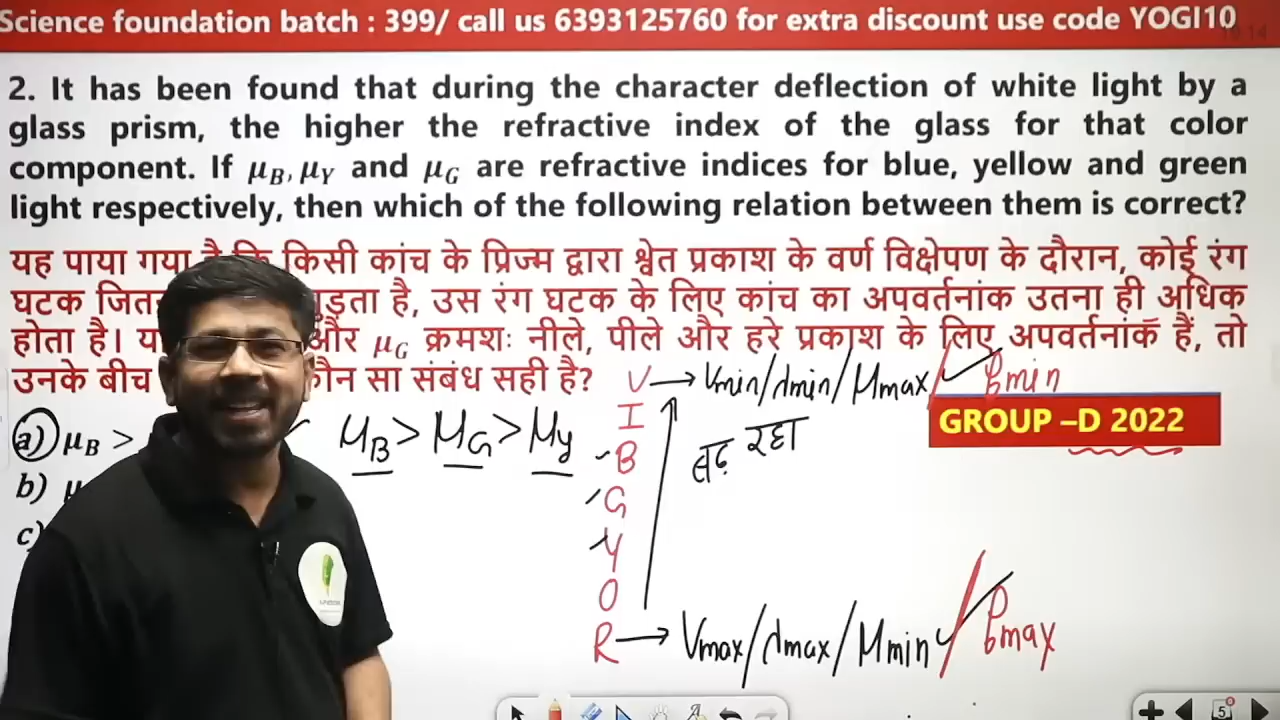 Science foundation batch : 399/ call us 6393125760 for extra discount use code YOGI10
2. It has been found that during the character deflection of white light by a
glass prism, the higher the refractive index of the glass for that color
component. If μB, μY and μG are refractive indices for blue, yellow and green
light respectively, then which of the following relation between them is correct?
यह पाया गया है कि किसी कांच के प्रिज्म द्वारा श्वेत प्रकाश के वर्ण विक्षेपण के दौरान, कोई रंग
घटक मुड़ता है, उस रंग घटक के लिए कांच का अपवर्तनांक उतना ही अधिक
होता है। और μG क्रमशः नीले, पीले और हरे प्रकाश के लिए अपवर्तनांक हैं, तो
उनके बीच सा संबंध सही है?
V → Vmin/λmin/μmax/
GROUP –D 2022
a) μB >
μB > μG > μy
I
बढ़ रहा
B
b)
G
c)
Y
O
R → Vmax/λmax/μmin/
5